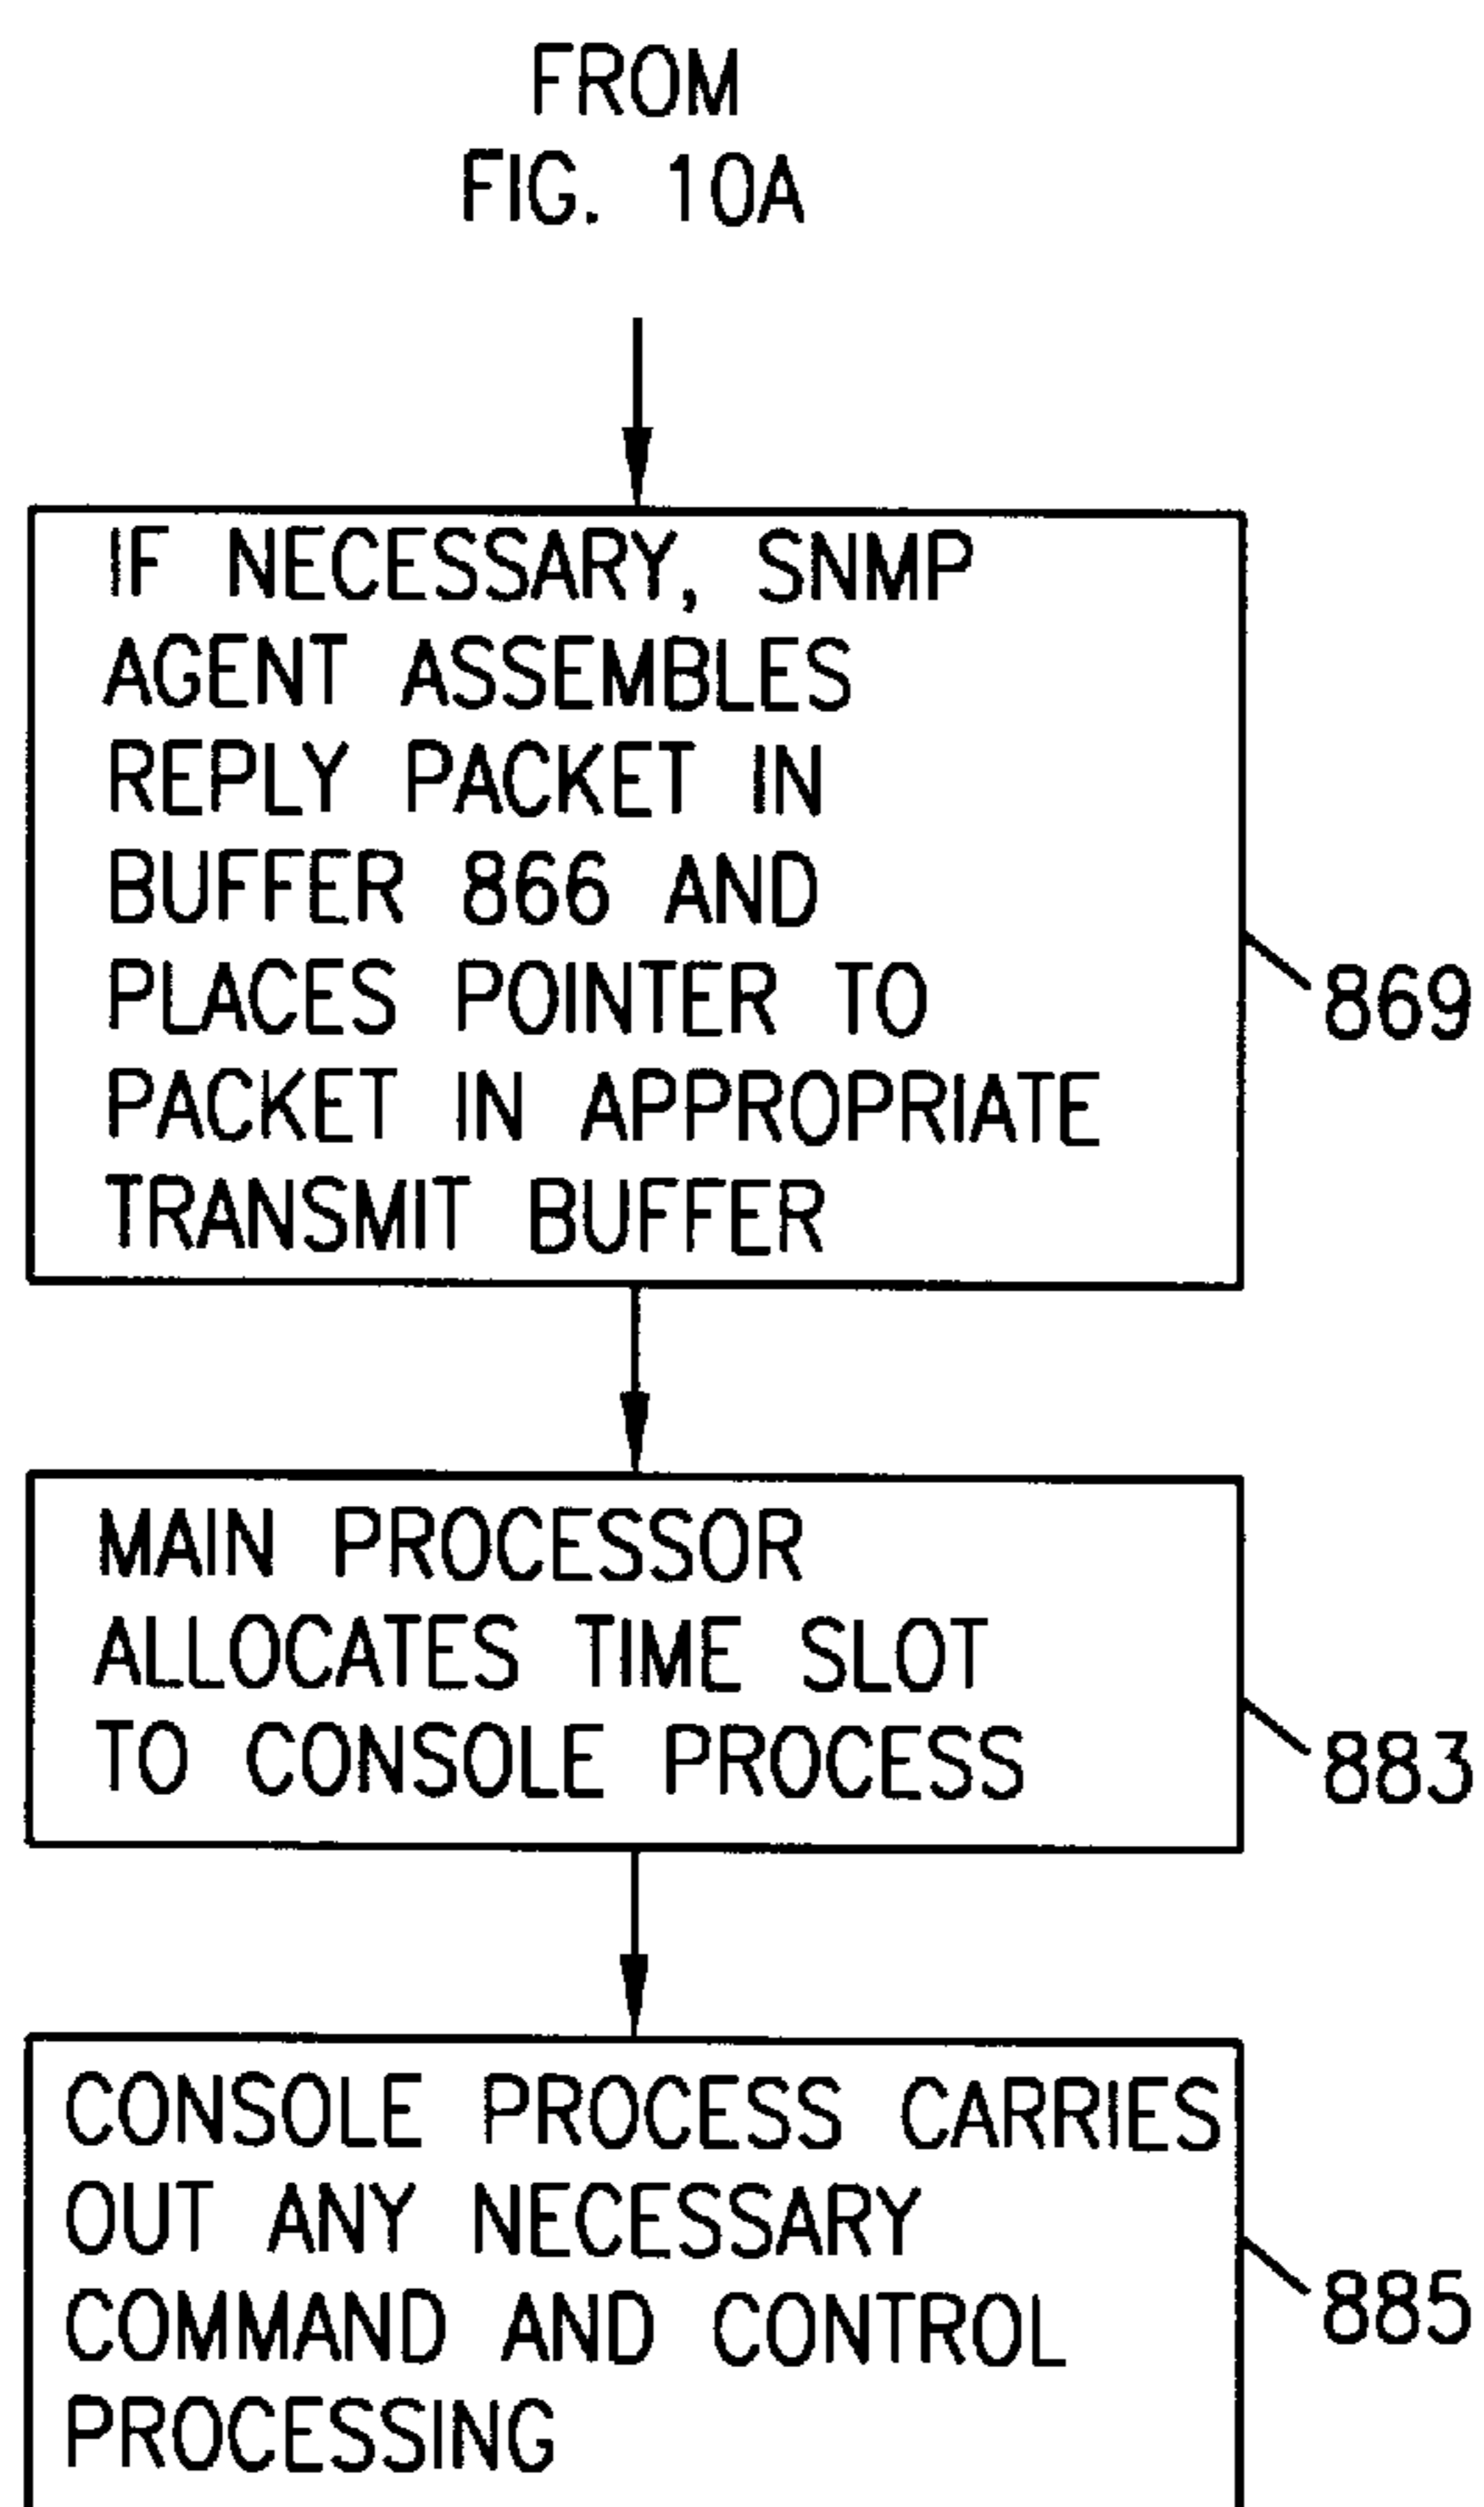 FROM
FIG. 10A
IF NECESSARY, SNMP
AGENT ASSEMBLES
REPLY PACKET IN
BUFFER 866 AND
PLACES POINTER TO
PACKET IN APPROPRIATE
TRANSMIT BUFFER
869
MAIN PROCESSOR
ALLOCATES TIME SLOT
TO CONSOLE PROCESS
883
CONSOLE PROCESS CARRIES
OUT ANY NECESSARY
COMMAND AND CONTROL
PROCESSING
885